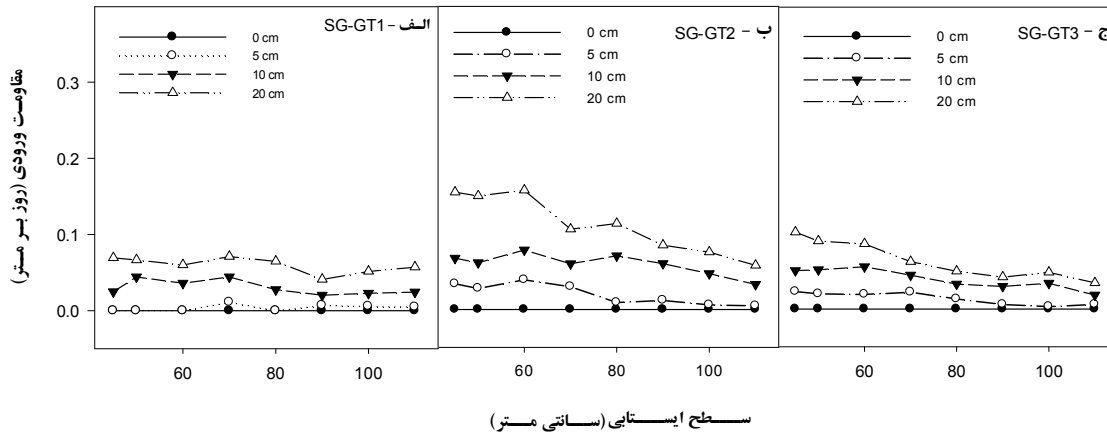 الف - SG-GT1
0 cm
5 cm
10 cm
20 cm
ب - SG-GT2
0 cm
5 cm
10 cm
20 cm
ج - SG-GT3
0 cm
5 cm
10 cm
20 cm
مقاومت ورودی (روز بر متر)
0.3
0.2
0.1
0.0
60 80 100 60 80 100 60 80 100
سطح ایستابی (سانتی متر)